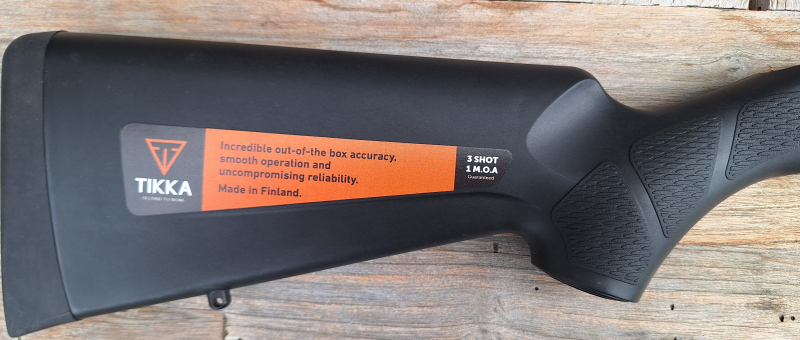 TIKKA
SECOND TO NONE
Incredible out-of-the box accuracy,
smooth operation and
uncompromising reliability.
Made in Finland.
3 SHOT
1 M.O.A
Guaranteed